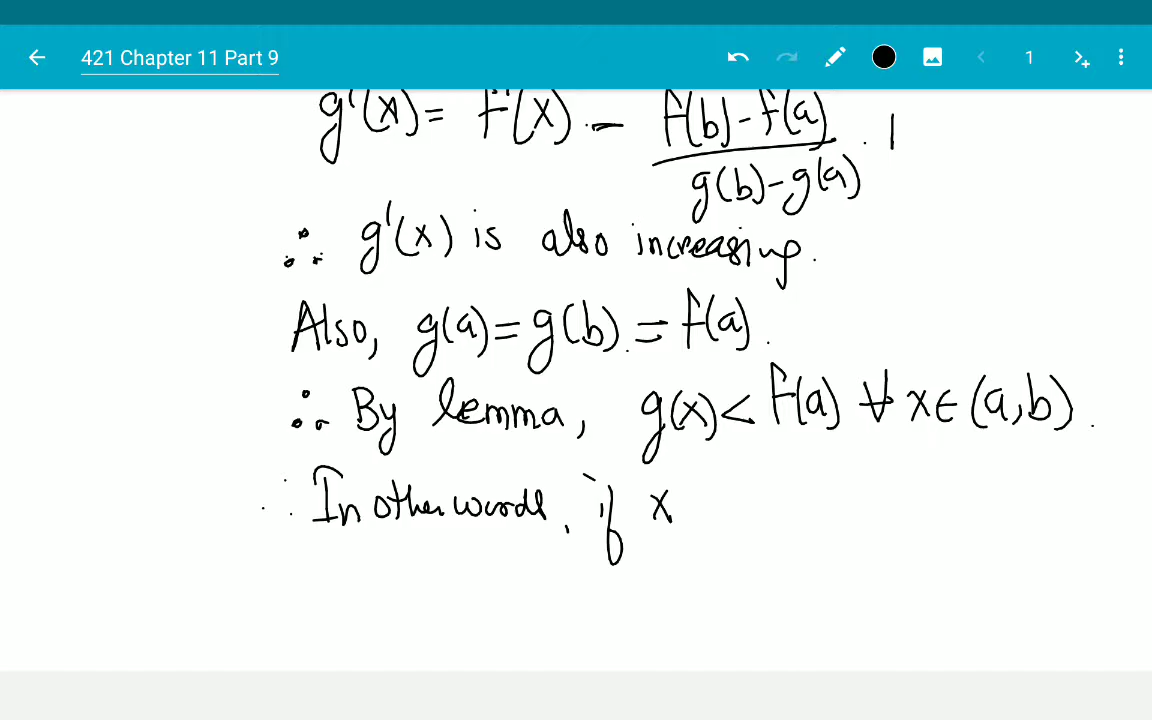 421 Chapter 11 Part 9
1
g'(x) = f'(x) - f(b) - f(a) / g(b) - g(a) · 1
∴ g'(x) is also increasing.
Also, g(a) = g(b) = f(a).
∴ By lemma, g(x) < f(a) ∀ x ∈ (a, b).
∴ In other words, if x